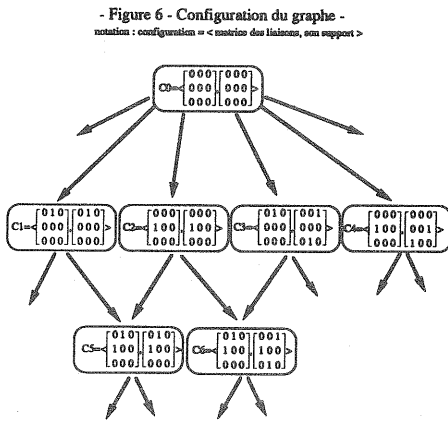 - Figure 6 - Configuration du graphe -
notation : configuration = < matrice des liaisons, son support >
C0=<[000 000 000],[000 000 000]>
C1=<[010 000 000],[010 000 000]> C2=<[000 100 000],[000 100 000]> C3=<[010 000 000],[001 000 010]> C4=<[000 100 000],[000 001 100]>
C5=<[010 100 000],[010 100 000]> C6=<[010 100 000],[001 100 010]>